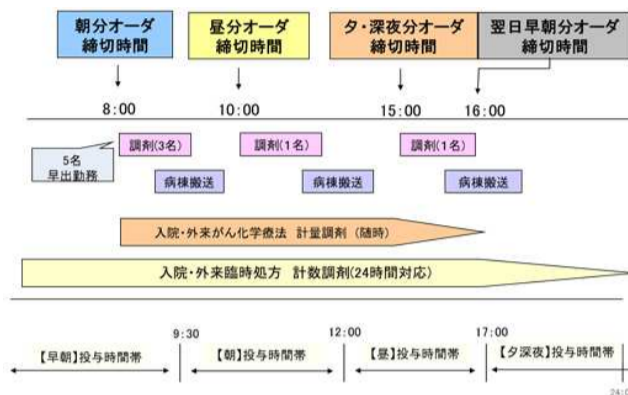 朝分オーダ
締切時間
昼分オーダ
締切時間
夕・深夜分オーダ
締切時間
翌日早朝分オーダ
締切時間
8:00
10:00
15:00
16:00
5名
早出勤務
調剤(3名)
調剤(1名)
調剤(1名)
病棟搬送
病棟搬送
病棟搬送
入院・外来がん化学療法 計量調剤 (随時)
入院・外来臨時処方 計数調剤(24時間対応)
9:30
12:00
17:00
【早朝】投与時間帯
【朝】投与時間帯
【昼】投与時間帯
【夕深夜】投与時間帯